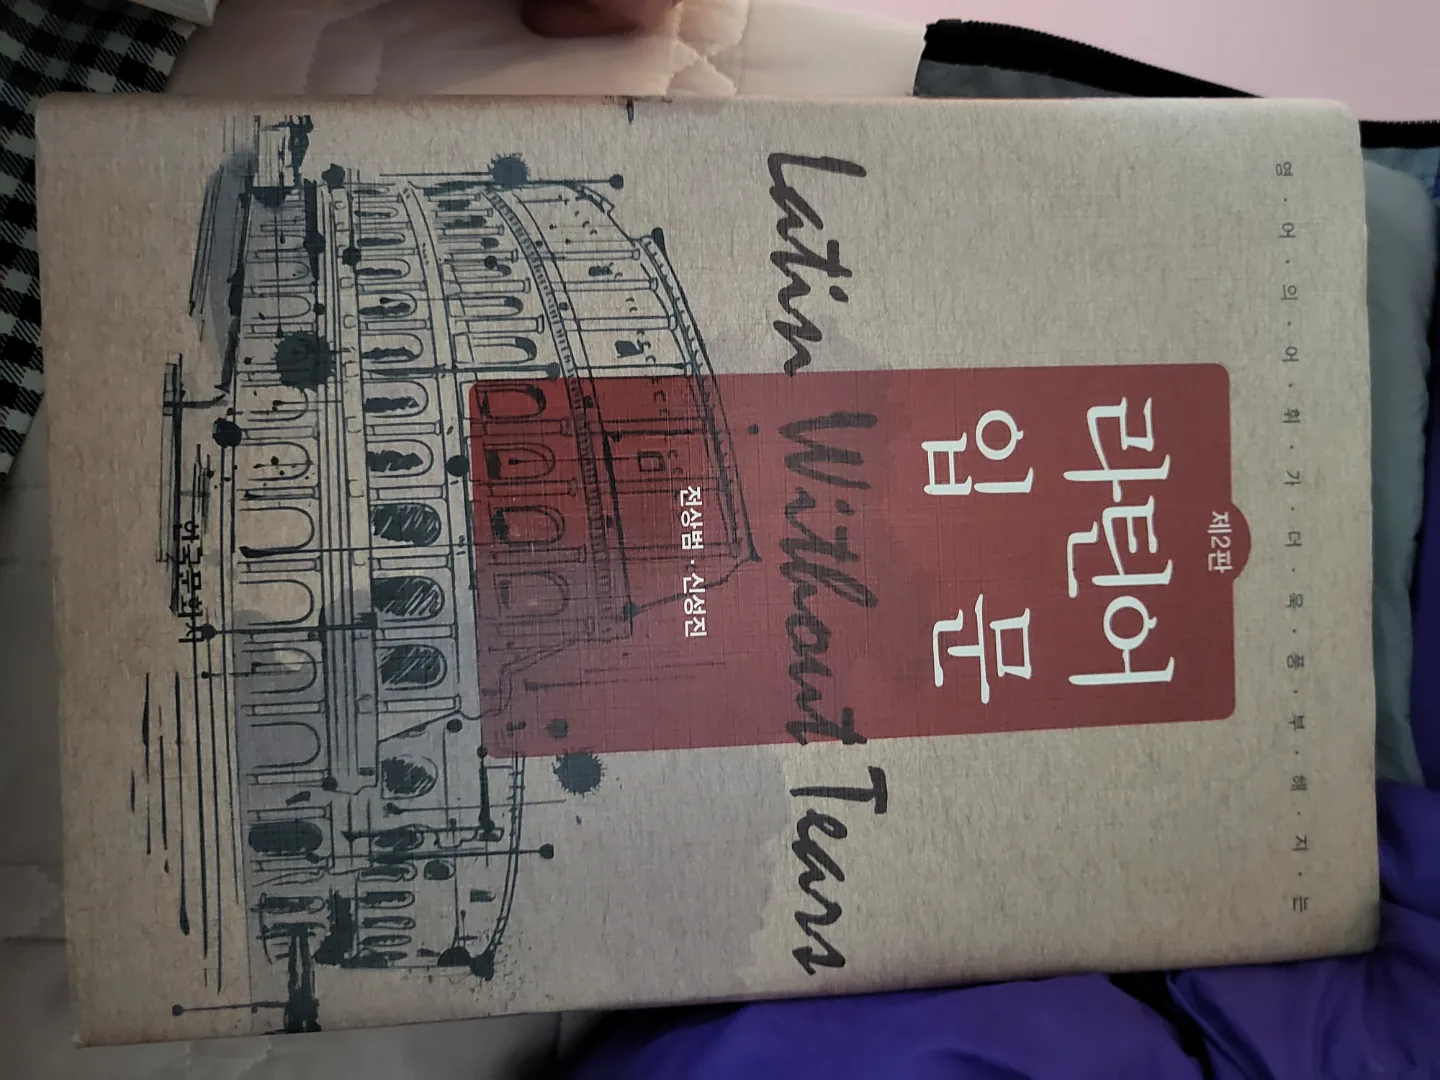 영·어·의·어·휘·가·더·욱·풍·부·해·지·는
제2판
라틴어
입문
Latin Without Tears
전상범·신성진
한국문화사